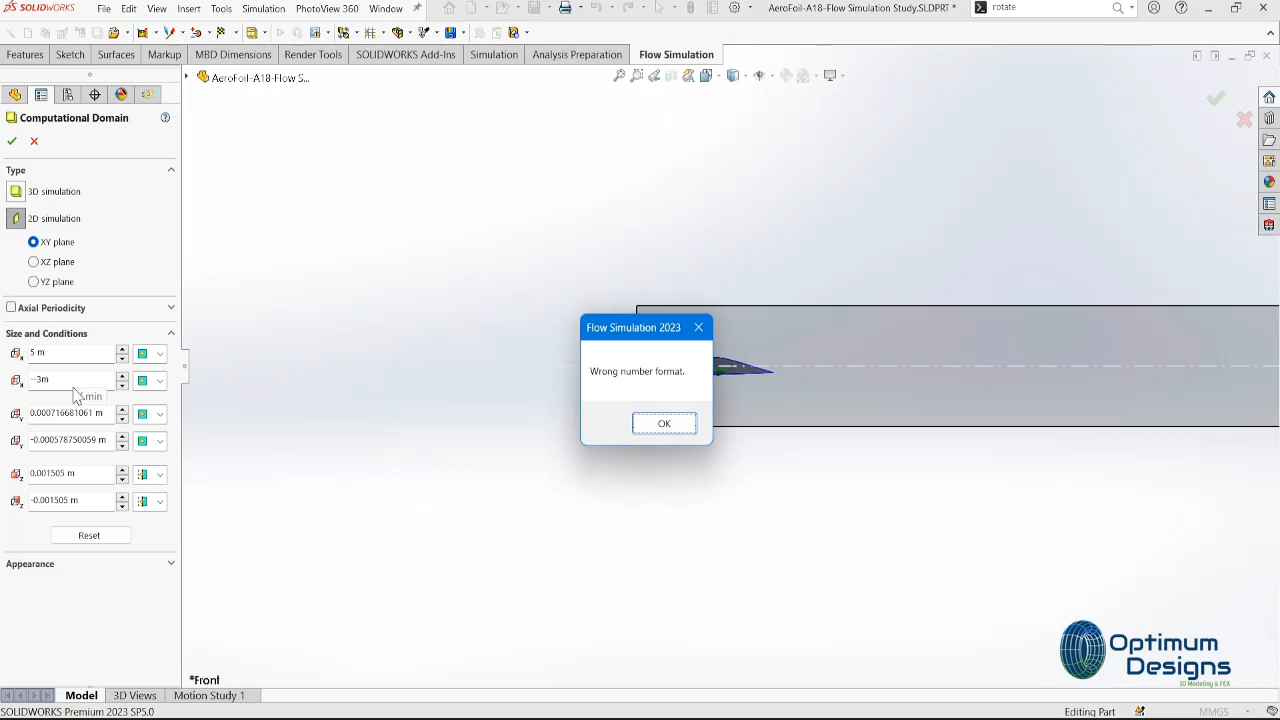 SOLIDWORKS File Edit View Insert Tools Simulation PhotoView 360 Window AeroFoil-A18-Flow Simulation Study.SLDPRT * rotate
Features Sketch Surfaces Markup MBD Dimensions Render Tools SOLIDWORKS Add-Ins Simulation Analysis Preparation Flow Simulation
AeroFoil-A18-Flow S...
Computational Domain
Type
3D simulation
2D simulation
XY plane
XZ plane
YZ plane
Axial Periodicity
Size and Conditions
5 m
--3m
min
0.000716681061 m
-0.000578750059 m
0.001505 m
-0.001505 m
Reset
Appearance
Flow Simulation 2023
Wrong number format.
OK
Optimum
Designs
3D Modeling & FEA
*Front
Model 3D Views Motion Study 1
SOLIDWORKS Premium 2023 SP5.0 Editing Part MMGS